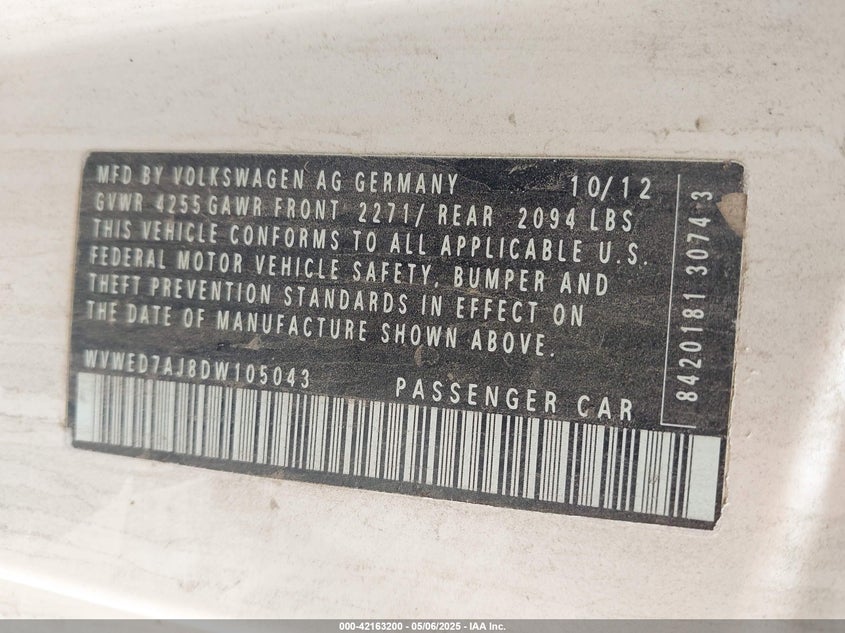 MFD BY VOLKSWAGEN AG GERMANY 10/12
GVWR 4255 GAWR FRONT 2271/ REAR 2094 LBS
THIS VEHICLE CONFORMS TO ALL APPLICABLE U.S.
FEDERAL MOTOR VEHICLE SAFETY, BUMPER AND
THEFT PREVENTION STANDARDS IN EFFECT ON
THE DATE OF MANUFACTURE SHOWN ABOVE.
WVWED7AJ8DW105043 PASSENGER CAR
8420181 3074 3
000-42163200 - 05/06/2025 - IAA Inc.